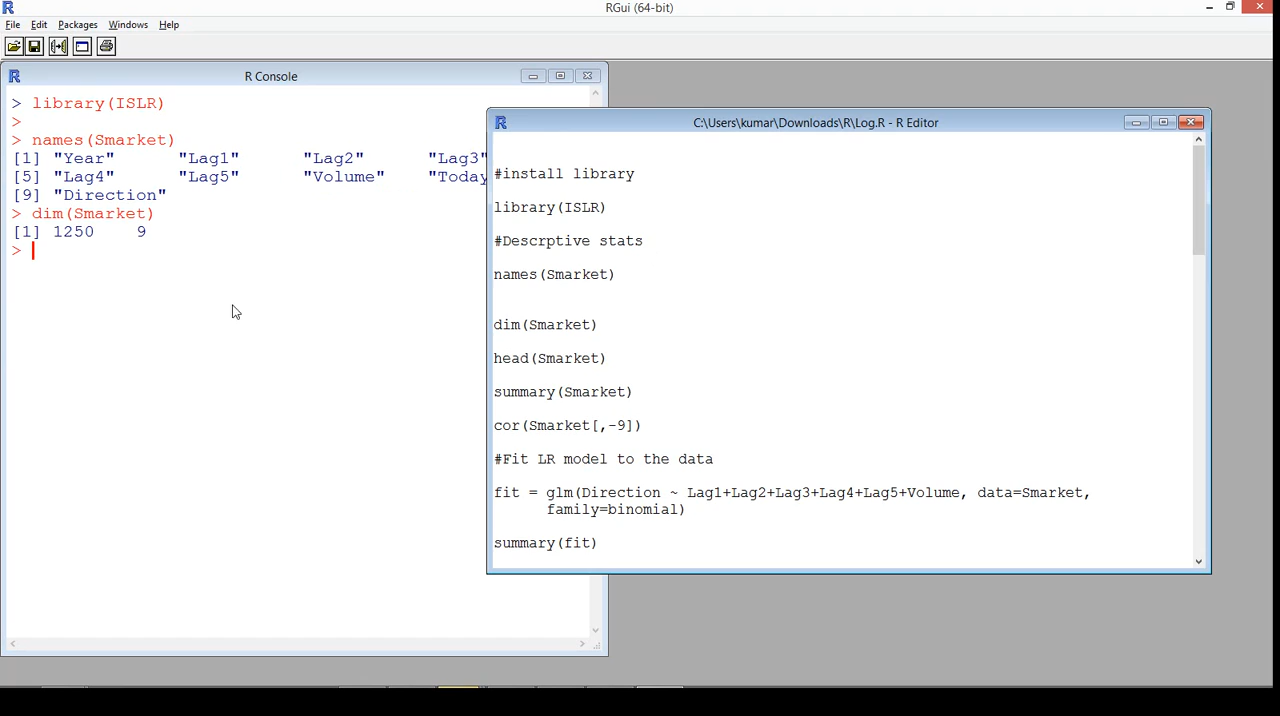 RGui (64-bit)
File Edit Packages Windows Help
R Console
> library(ISLR)
>
> names(Smarket)
[1] "Year" "Lag1" "Lag2" "Lag3"
[5] "Lag4" "Lag5" "Volume" "Today
[9] "Direction"
> dim(Smarket)
[1] 1250 9
>
C:\Users\kumar\Downloads\R\Log.R - R Editor
#install library
library(ISLR)
#Descrptive stats
names(Smarket)
dim(Smarket)
head(Smarket)
summary(Smarket)
cor(Smarket[,-9])
#Fit LR model to the data
fit = glm(Direction ~ Lag1+Lag2+Lag3+Lag4+Lag5+Volume, data=Smarket,
family=binomial)
summary(fit)